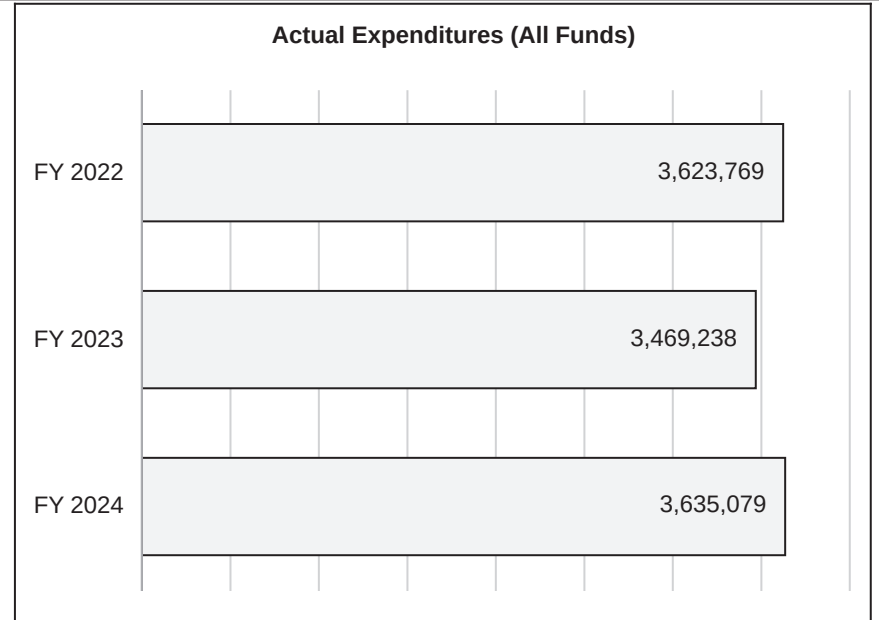 Actual Expenditures (All Funds)
FY 2022 3,623,769
FY 2023 3,469,238
FY 2024 3,635,079